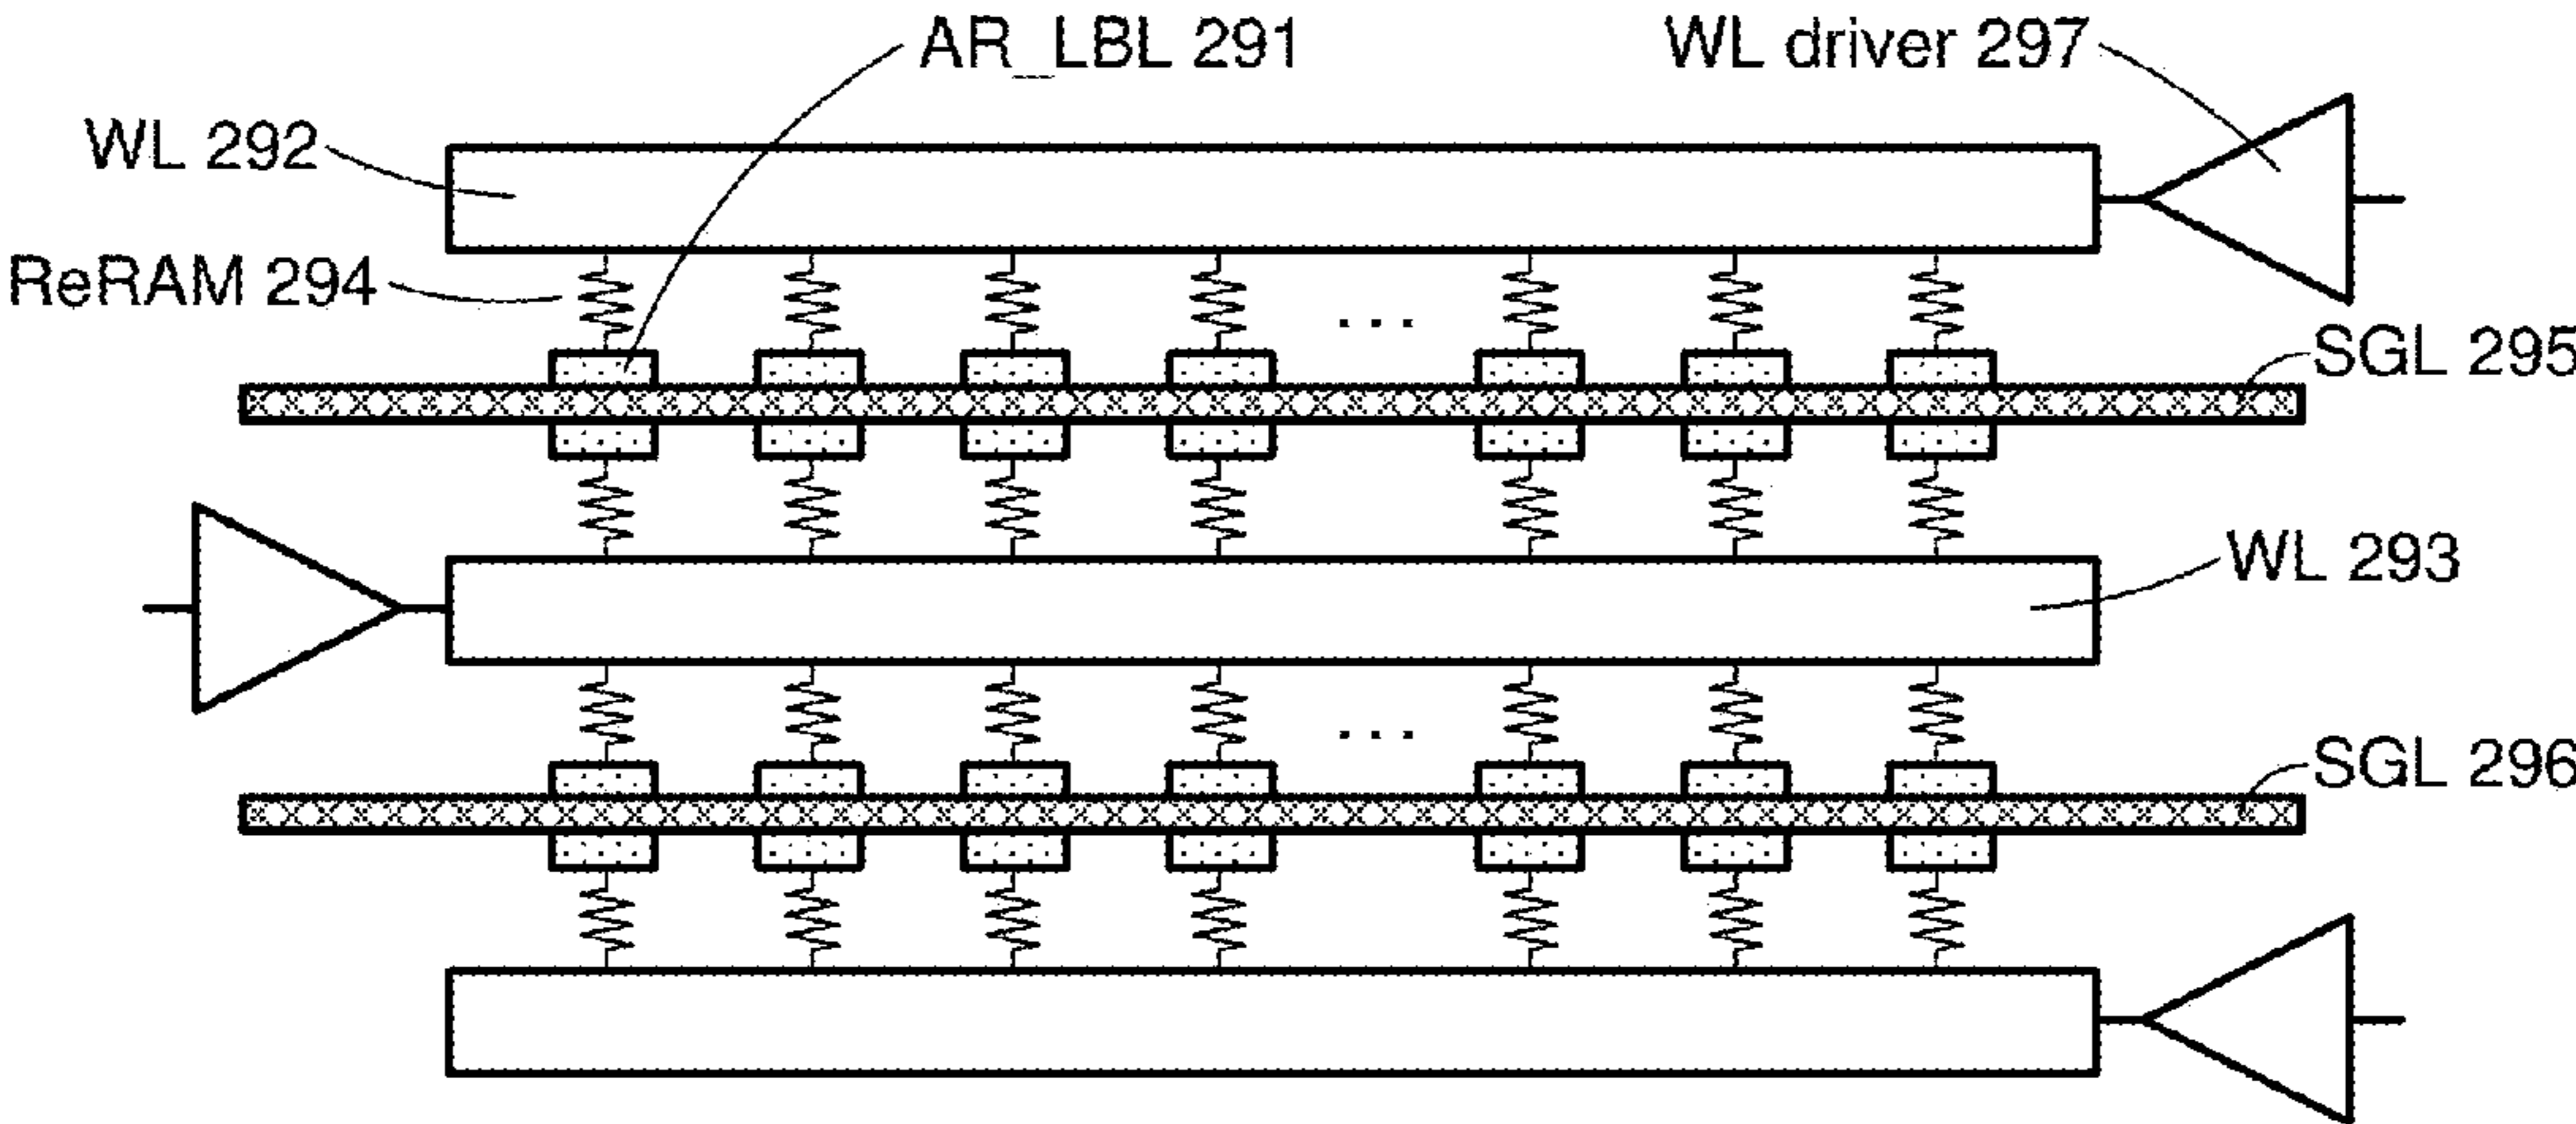 AR_LBL 291
WL driver 297
WL 292
ReRAM 294
...
SGL 295
WL 293
...
SGL 296